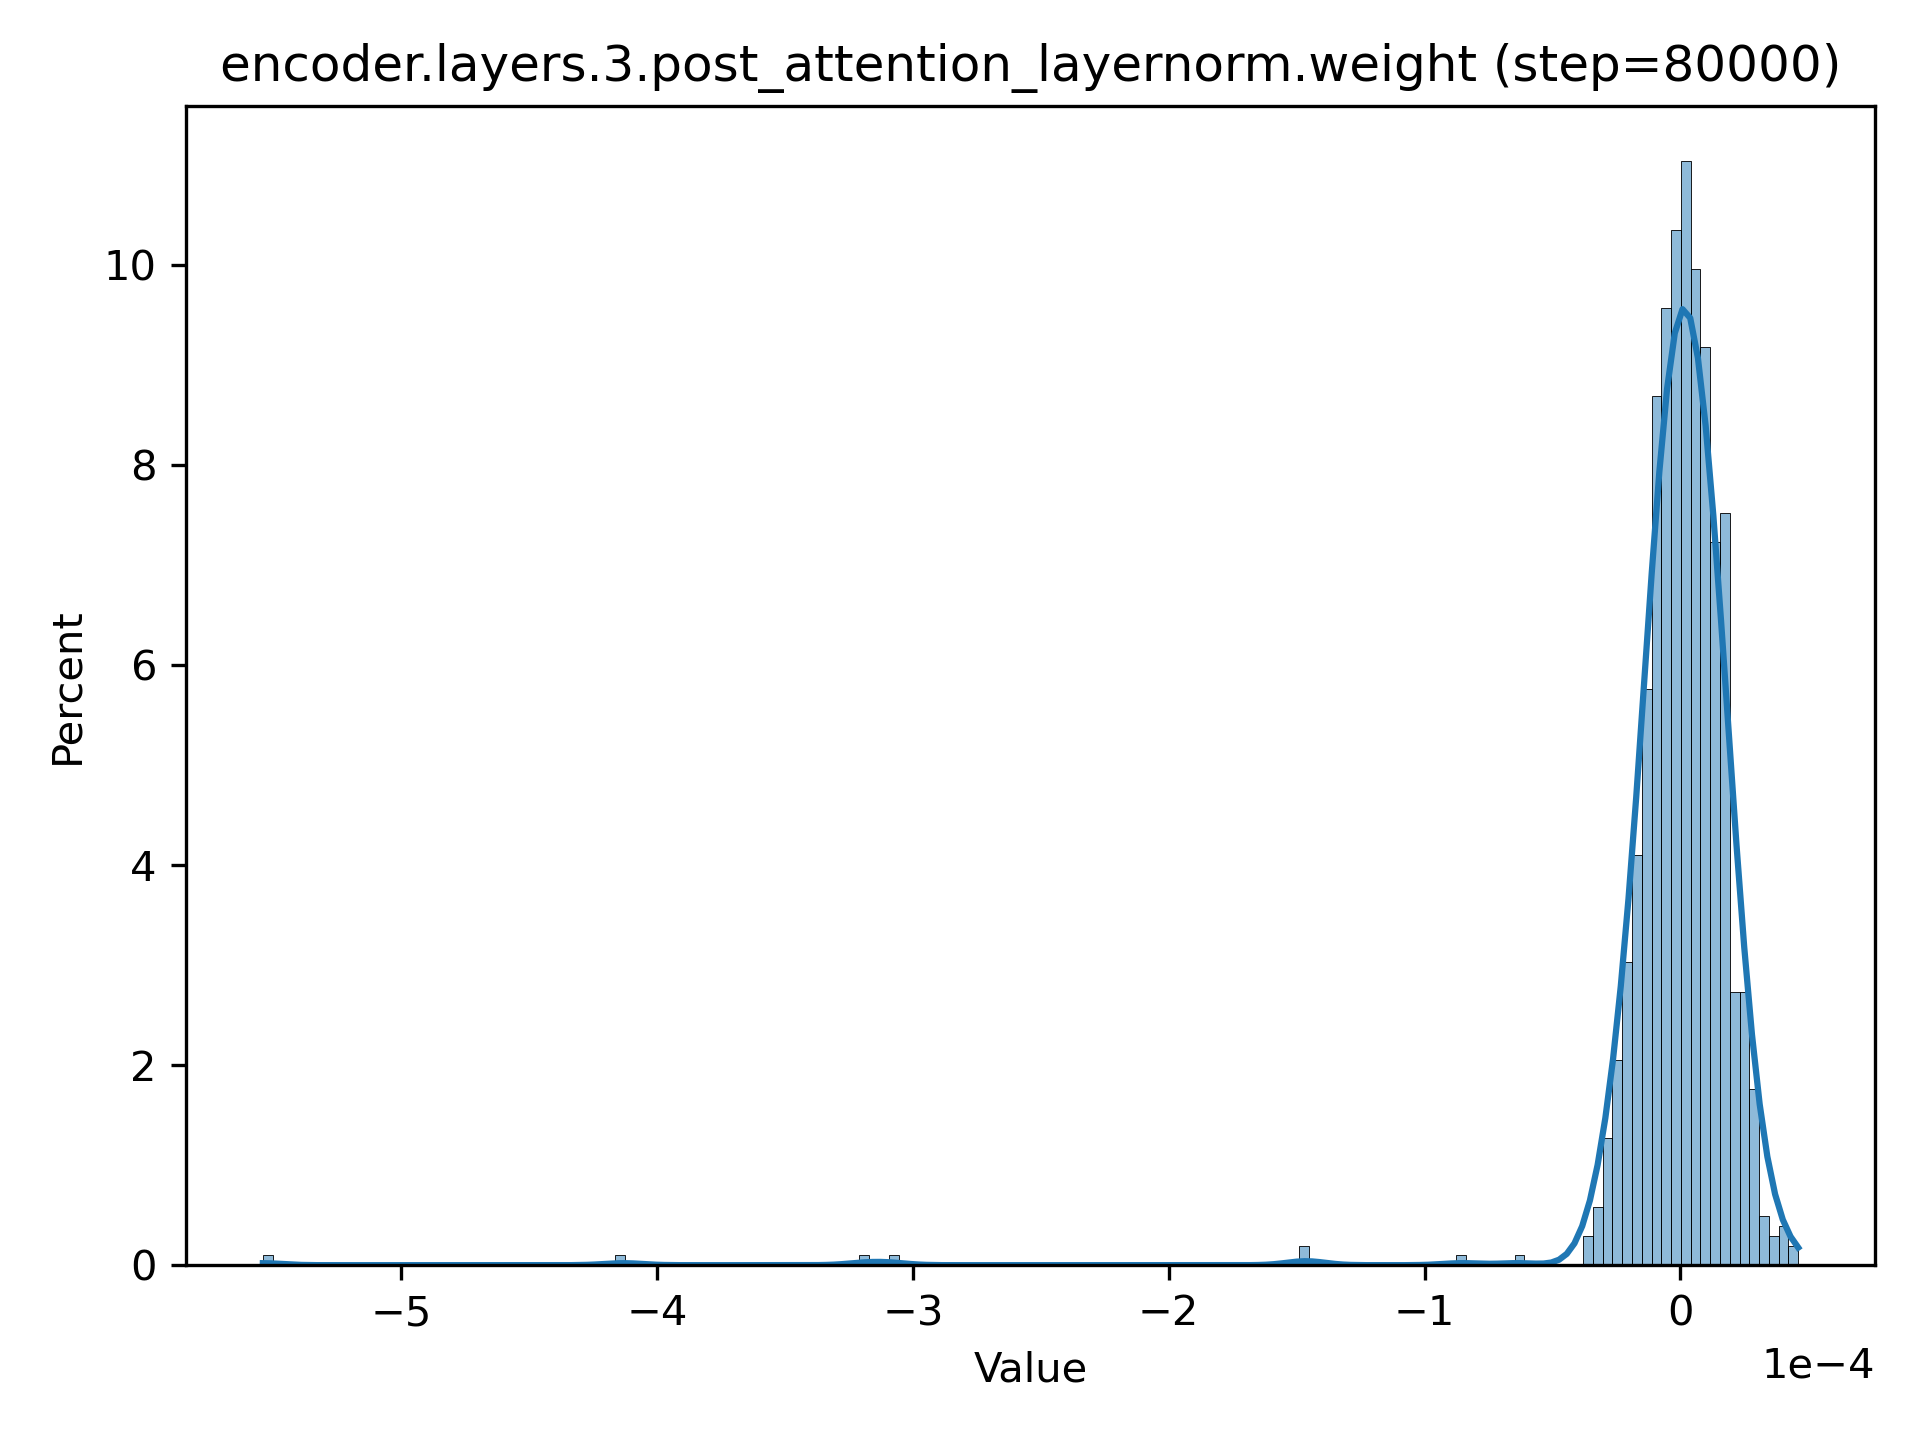 encoder.layers.3.post_attention_layernorm.weight (step=80000)
10
8
6
4
2
0
Percent
−5 −4 −3 −2 −1 0
1e−4
Value